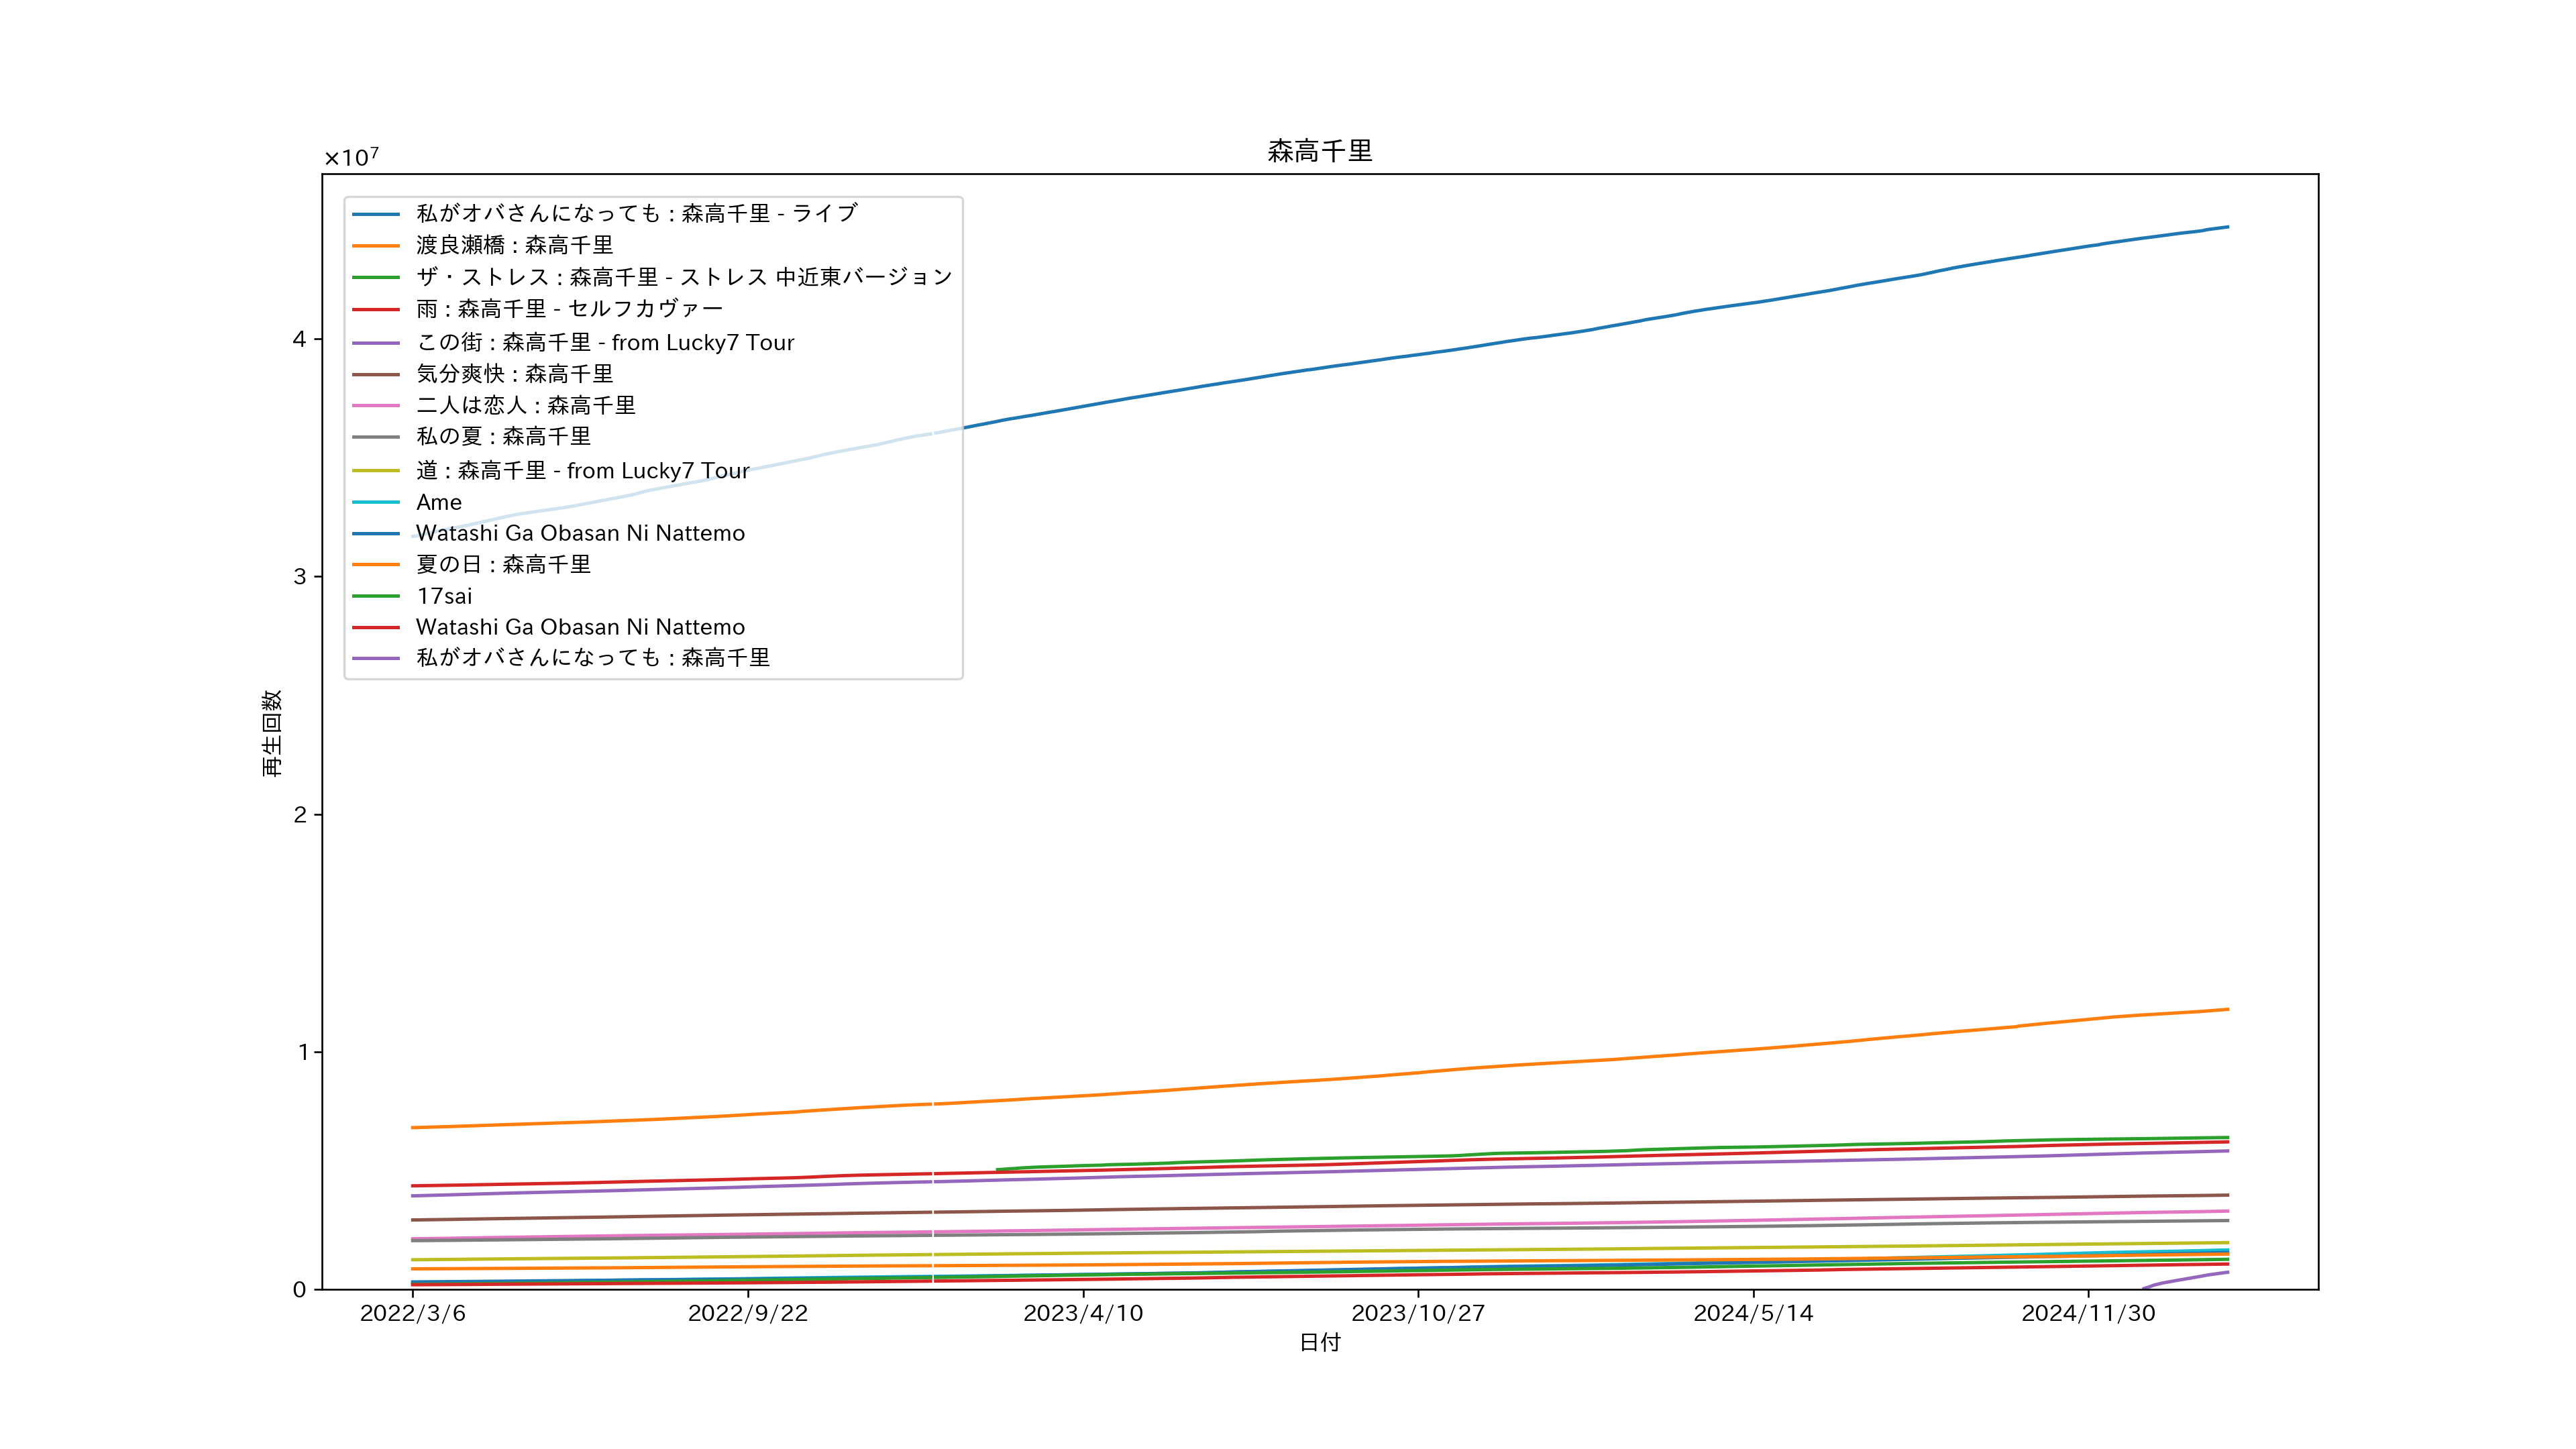 森高千里
×10⁷
私がオバさんになっても : 森高千里 - ライブ
渡良瀬橋 : 森高千里
ザ・ストレス : 森高千里 - ストレス 中近東バージョン
雨 : 森高千里 - セルフカヴァー
この街 : 森高千里 - from Lucky7 Tour
気分爽快 : 森高千里
二人は恋人 : 森高千里
私の夏 : 森高千里
道 : 森高千里 - from Lucky7 Tour
Ame
Watashi Ga Obasan Ni Nattemo
夏の日 : 森高千里
17sai
Watashi Ga Obasan Ni Nattemo
私がオバさんになっても : 森高千里
4
3
2
1
0
再生回数
2022/3/6 2022/9/22 2023/4/10 2023/10/27 2024/5/14 2024/11/30
日付